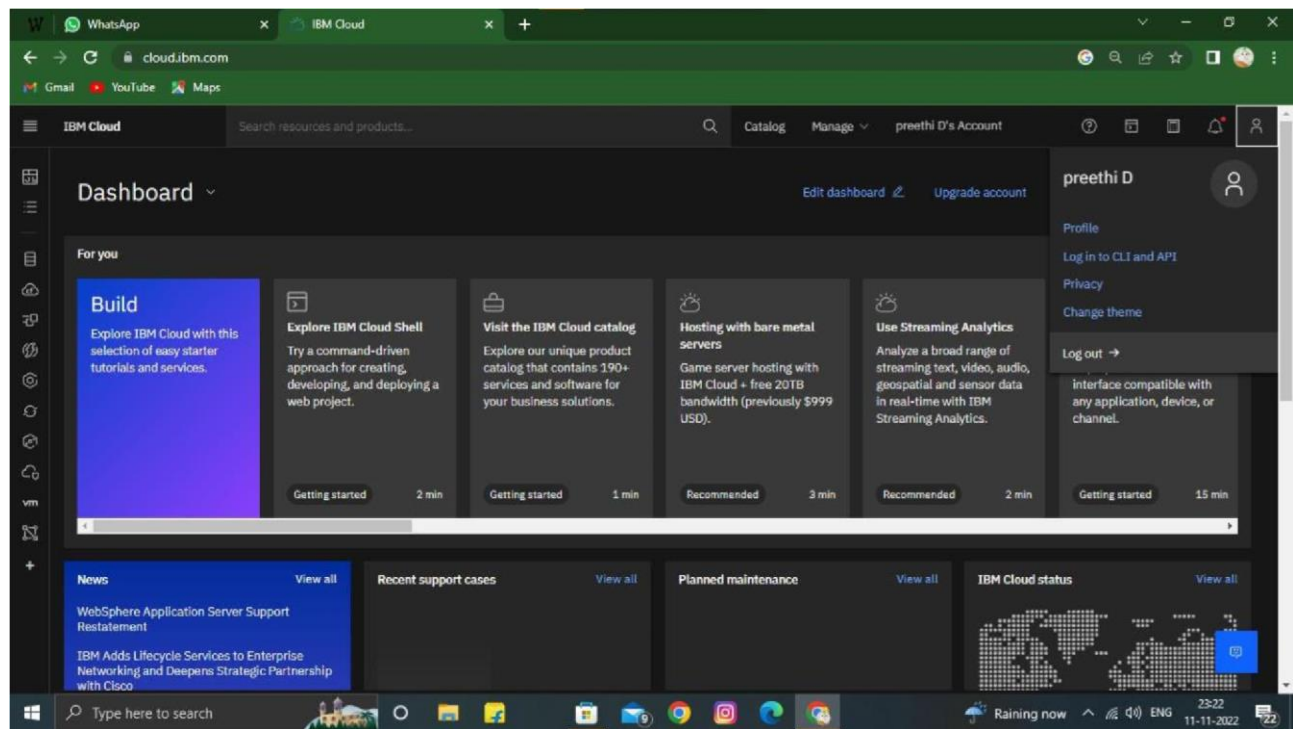 WhatsApp
IBM Cloud
cloud.ibm.com
Gmail
YouTube
Maps
IBM Cloud
Search resources and products...
Catalog
Manage
preethi D's Account
Dashboard
Edit dashboard
Upgrade account
preethi D
Profile
Log in to CLI and API
Privacy
Change theme
Log out →
For you
Build
Explore IBM Cloud with this
selection of easy starter
tutorials and services.
Explore IBM Cloud Shell
Try a command-driven
approach for creating,
developing, and deploying a
web project.
Getting started
2 min
Visit the IBM Cloud catalog
Explore our unique product
catalog that contains 190+
services and software for
your business solutions.
Getting started
1 min
Hosting with bare metal
servers
Game server hosting with
IBM Cloud + free 20TB
bandwidth (previously $999
USD).
Recommended
3 min
Use Streaming Analytics
Analyze a broad range of
streaming text, video, audio,
geospatial and sensor data
in real-time with IBM
Streaming Analytics.
Recommended
2 min
interface compatible with
any application, device, or
channel.
Getting started
15 min
vm
News
View all
WebSphere Application Server Support
Restatement
IBM Adds Lifecycle Services to Enterprise
Networking and Deepens Strategic Partnership
with Cisco
Recent support cases
View all
Planned maintenance
View all
IBM Cloud status
View all
Type here to search
9
Raining now
ENG
23:22
11-11-2022
22